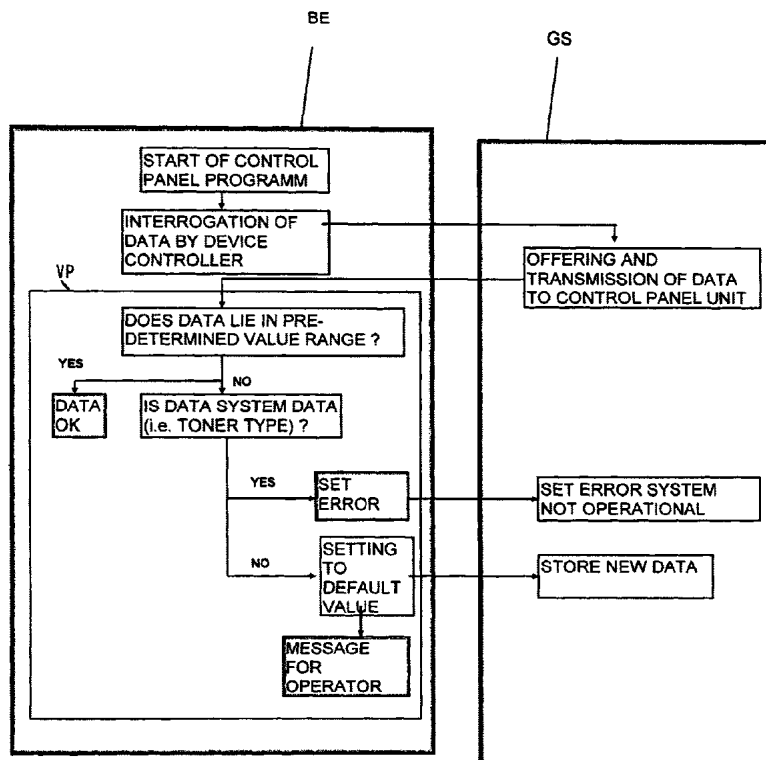 BE
GS
START OF CONTROL
PANEL PROGRAMM
INTERROGATION OF
DATA BY DEVICE
CONTROLLER
OFFERING AND
TRANSMISSION OF DATA
TO CONTROL PANEL UNIT
VP
DOES DATA LIE IN PRE-
DETERMINED VALUE RANGE ?
YES
NO
DATA
OK
IS DATA SYSTEM DATA
(i.e. TONER TYPE) ?
YES
SET
ERROR
SET ERROR SYSTEM
NOT OPERATIONAL
NO
SETTING
TO
DEFAULT
VALUE
STORE NEW DATA
MESSAGE
FOR
OPERATOR